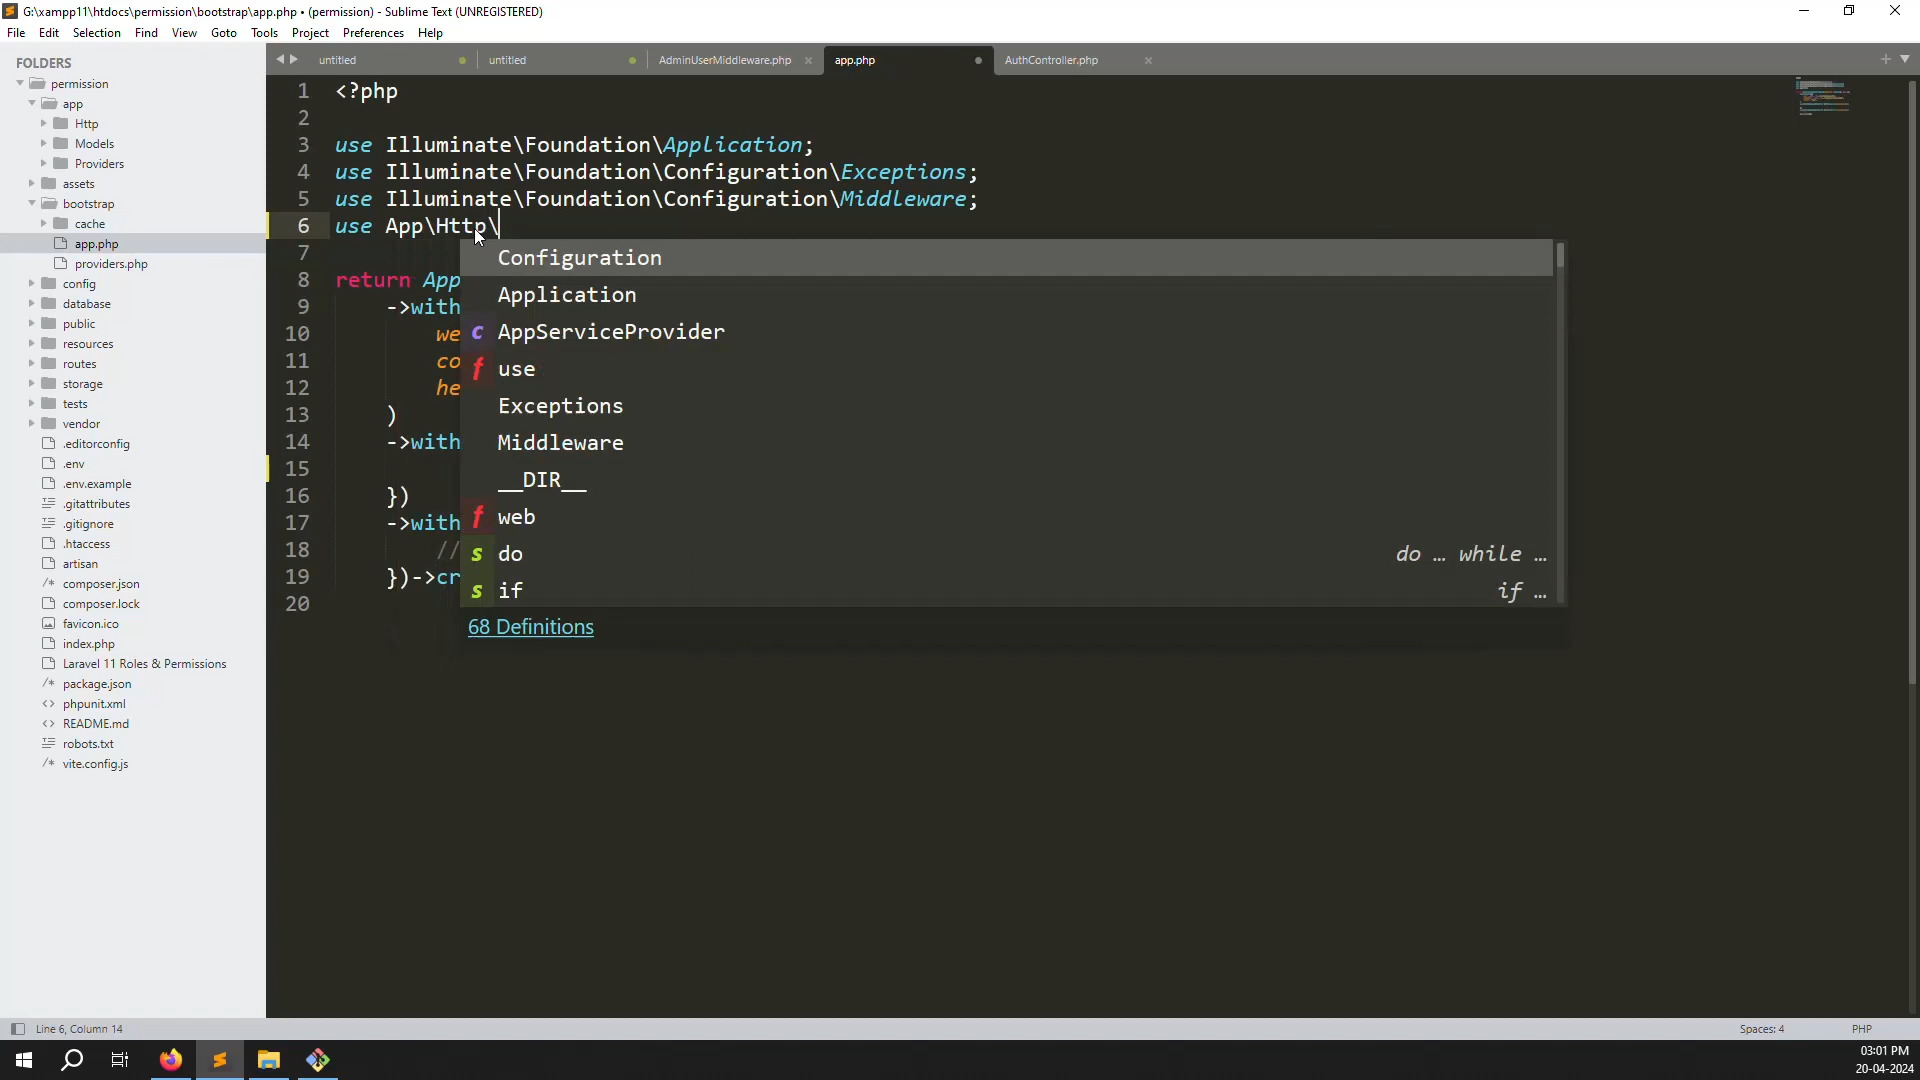 G:\xampp11\htdocs\permission\bootstrap\app.php • (permission) - Sublime Text (UNREGISTERED)
File Edit Selection Find View Goto Tools Project Preferences Help
FOLDERS
permission
app
Http
Models
Providers
assets
bootstrap
cache
app.php
providers.php
config
database
public
resources
routes
storage
tests
vendor
.editorconfig
.env
.env.example
.gitattributes
.gitignore
.htaccess
artisan
composer.json
composer.lock
favicon.ico
index.php
Laravel 11 Roles & Permissions
package.json
phpunit.xml
README.md
robots.txt
vite.config.js
untitled untitled AdminUserMiddleware.php app.php AuthController.php
1 <?php
2
3 use Illuminate\Foundation\Application;
4 use Illuminate\Foundation\Configuration\Exceptions;
5 use Illuminate\Foundation\Configuration\Middleware;
6 use App\Http\
7
8 return App
9 ->with
10 we
11 co
12 he
13 )
14 ->with
15
16 })
17 ->with
18 //
19 })->cr
20
Configuration
Application
c AppServiceProvider
f use
Exceptions
Middleware
__DIR__
f web
s do do … while …
s if if …
68 Definitions
Line 6, Column 14 Spaces: 4 PHP
03:01 PM
20-04-2024